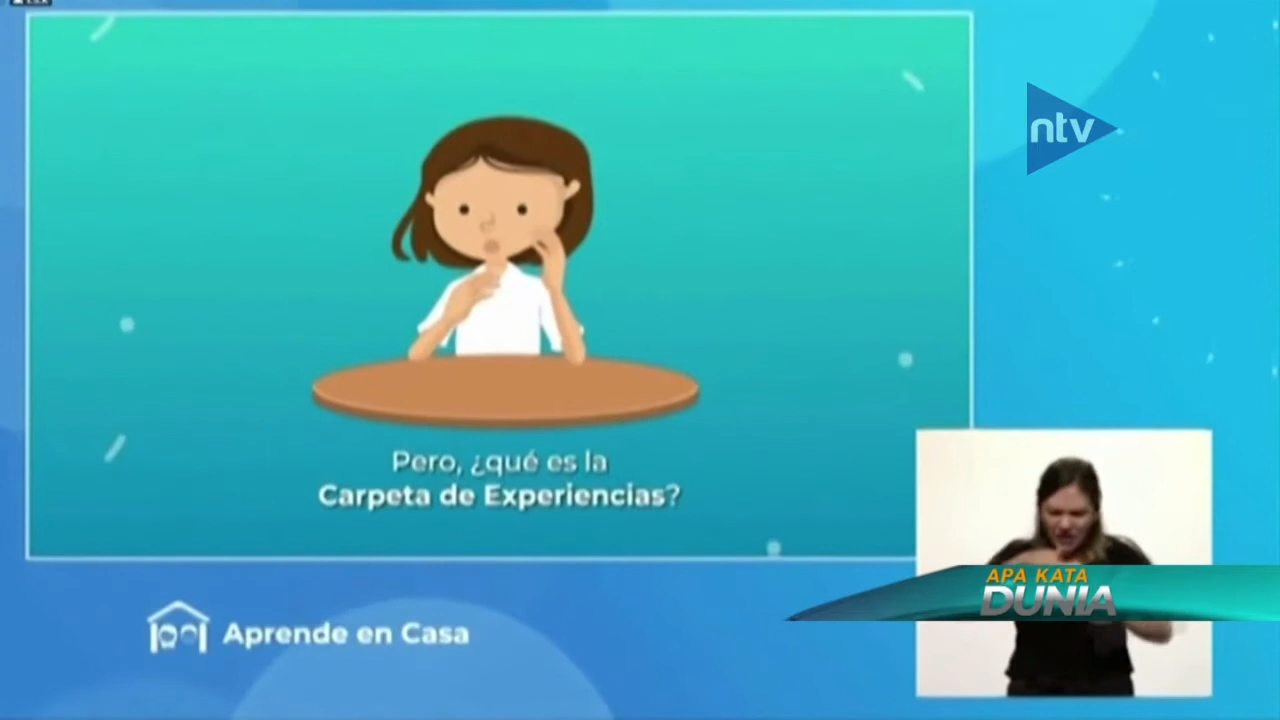 ntv
Pero, ¿qué es la
Carpeta de Experiencias?
APA KATA
DUNIA
Aprende en Casa